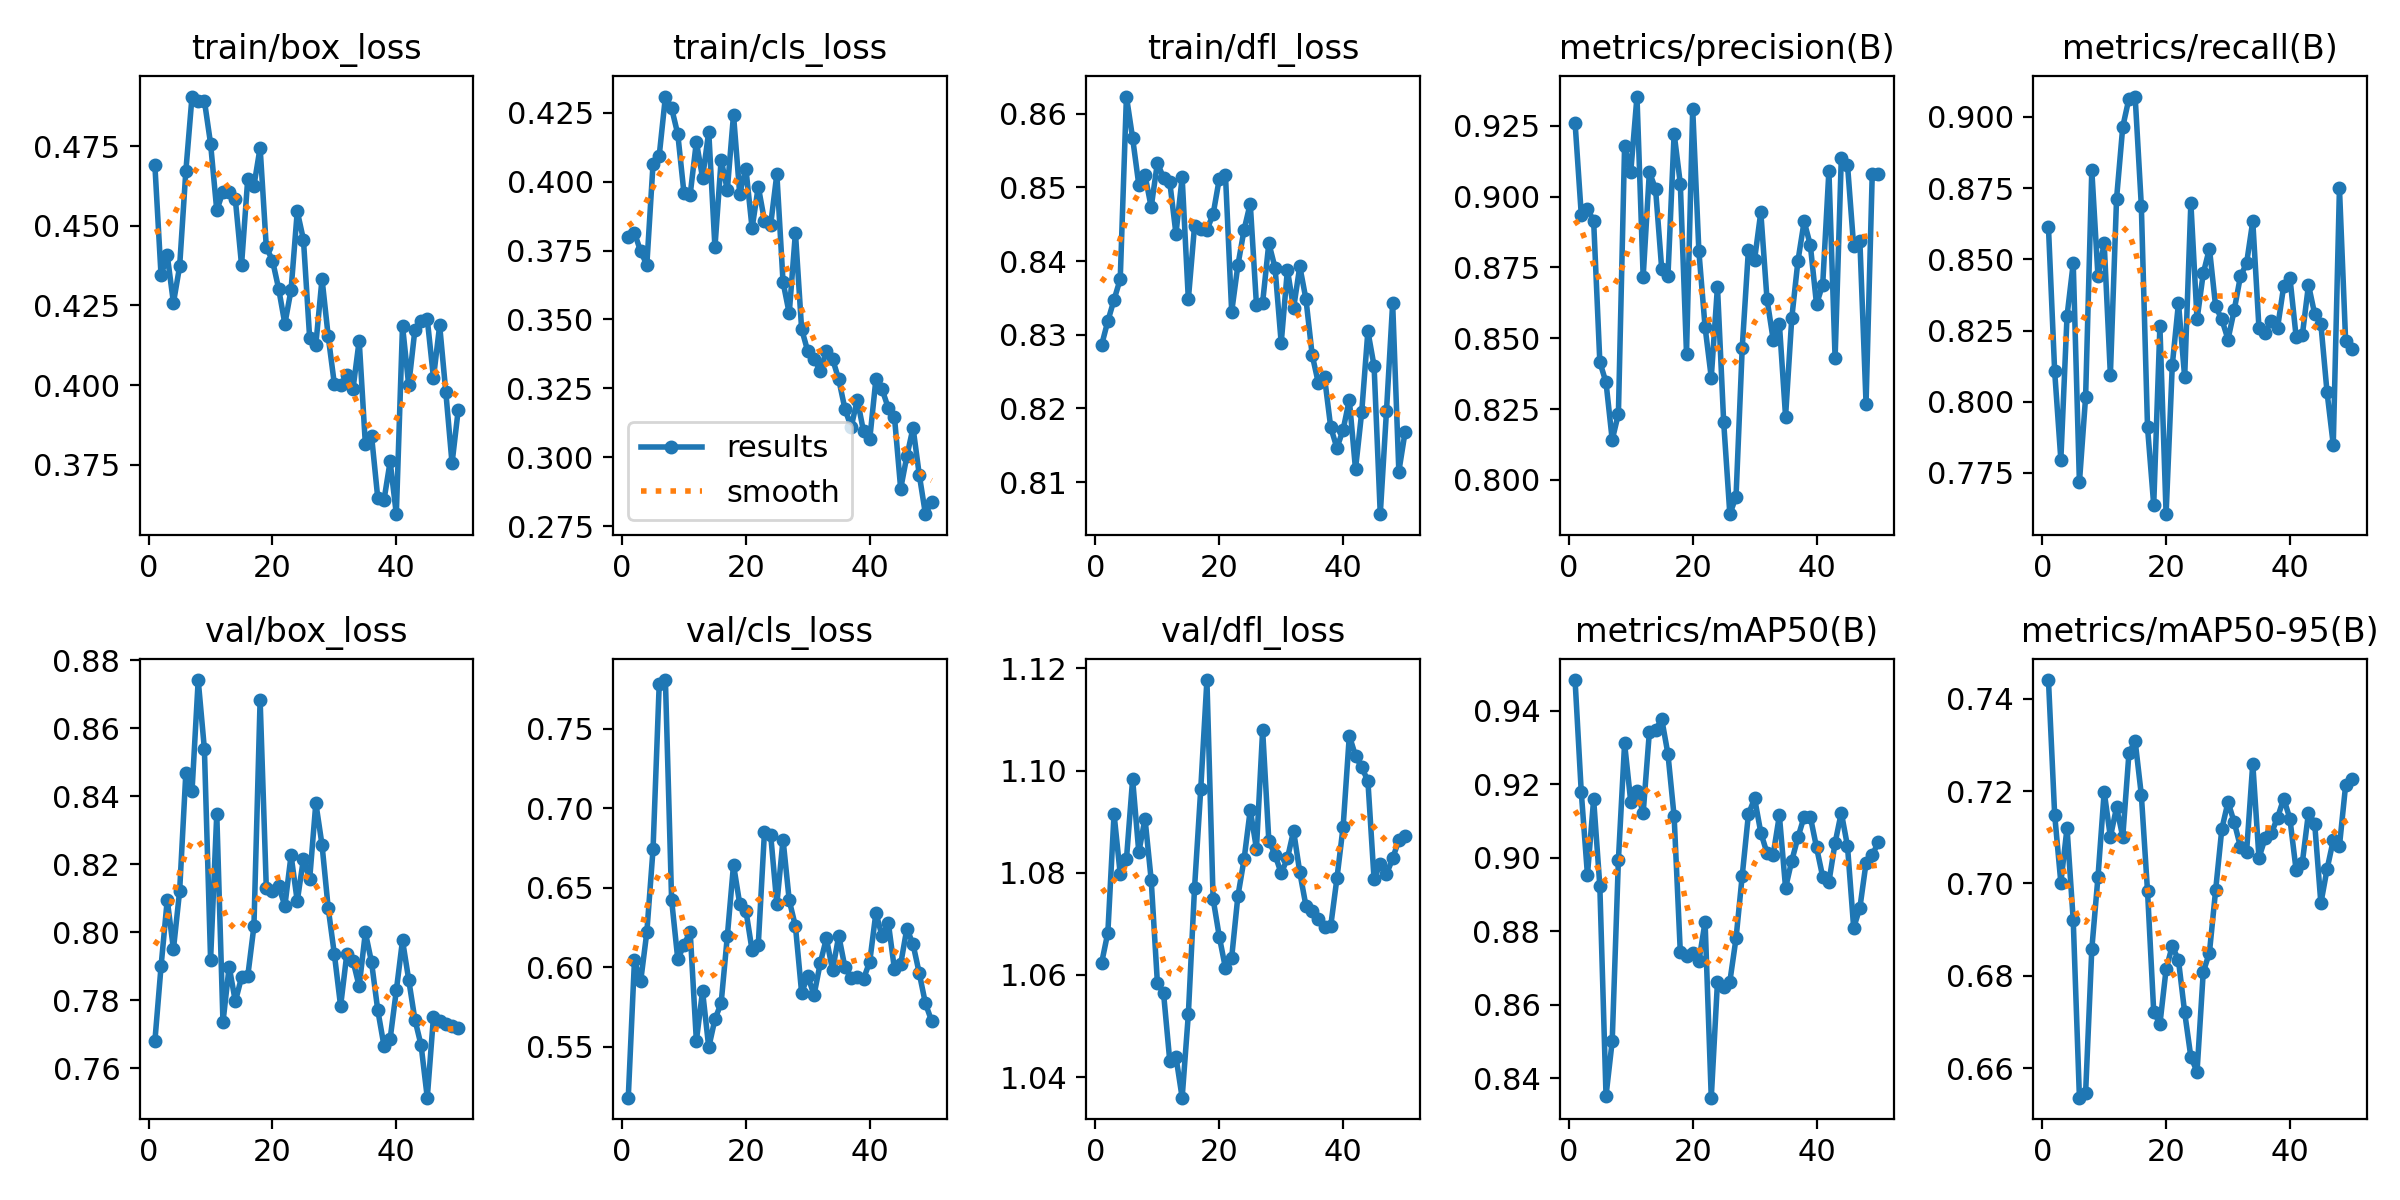 train/box_loss
train/cls_loss
train/dfl_loss
metrics/precision(B)
metrics/recall(B)
0.475
0.450
0.425
0.400
0.375
0 20 40
0.425
0.400
0.375
0.350
0.325
0.300
0.275
results
smooth
0 20 40
0.86
0.85
0.84
0.83
0.82
0.81
0 20 40
0.925
0.900
0.875
0.850
0.825
0.800
0 20 40
0.900
0.875
0.850
0.825
0.800
0.775
0 20 40
val/box_loss
val/cls_loss
val/dfl_loss
metrics/mAP50(B)
metrics/mAP50-95(B)
0.88
0.86
0.84
0.82
0.80
0.78
0.76
0 20 40
0.75
0.70
0.65
0.60
0.55
0 20 40
1.12
1.10
1.08
1.06
1.04
0 20 40
0.94
0.92
0.90
0.88
0.86
0.84
0 20 40
0.74
0.72
0.70
0.68
0.66
0 20 40